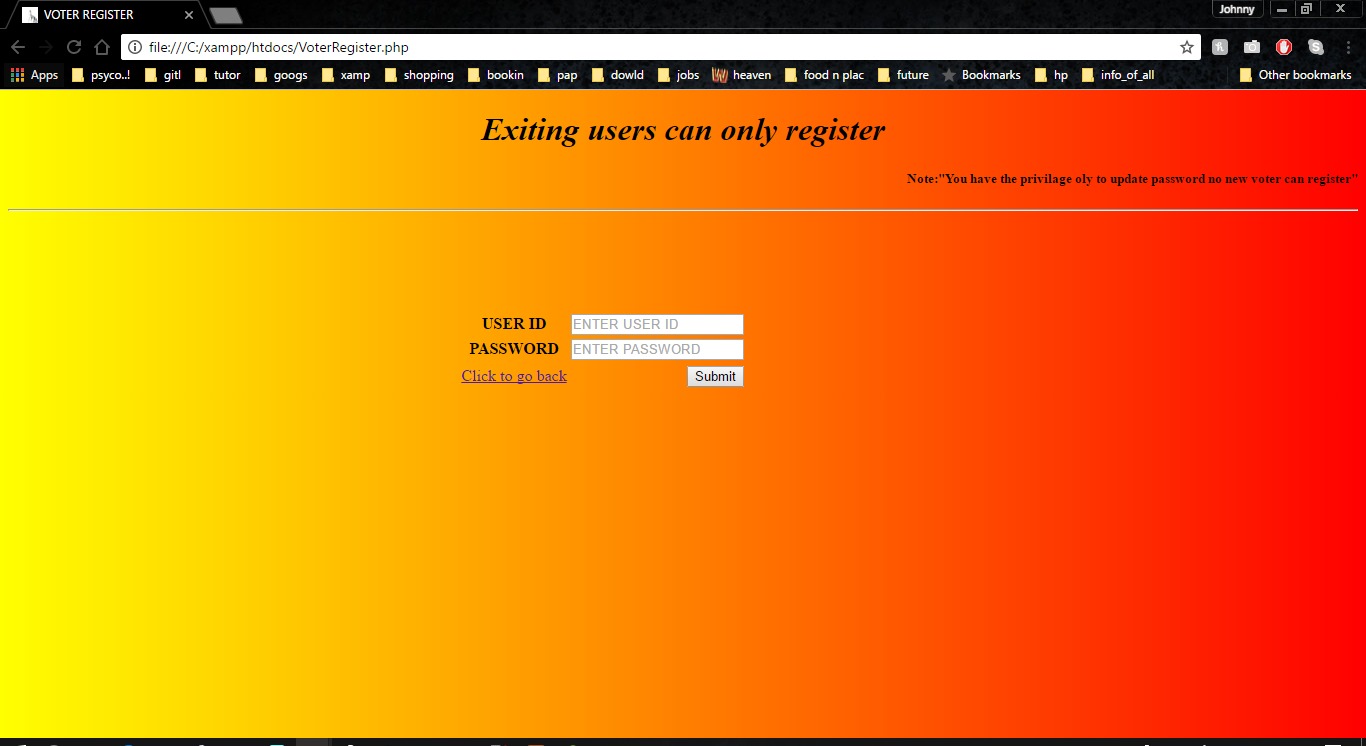 VOTER REGISTER
Johnny
file:///C:/xampp/htdocs/VoterRegister.php
Apps psyco..! gitl tutor googs xamp shopping bookin pap dowld jobs heaven food n plac future Bookmarks hp info_of_all Other bookmarks
Exiting users can only register
Note:"You have the privilage oly to update password no new voter can register"
USER ID ENTER USER ID
PASSWORD ENTER PASSWORD
Click to go back Submit